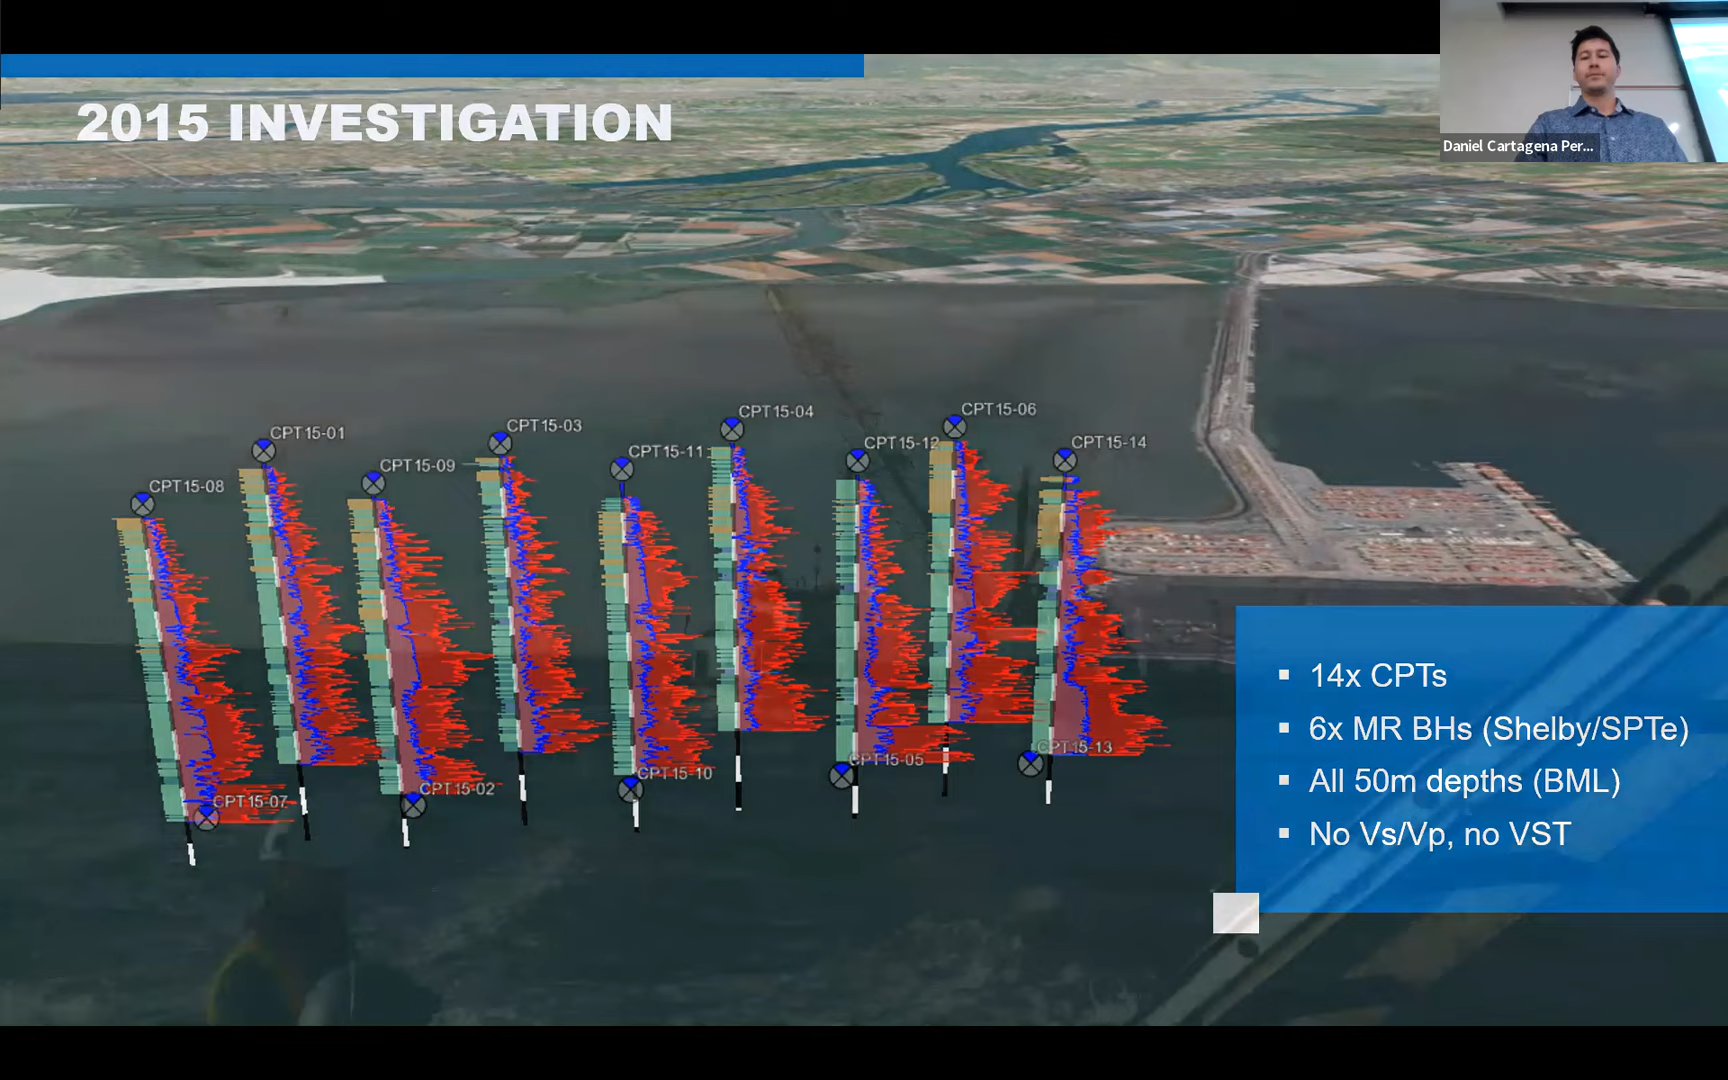 2015 INVESTIGATION
Daniel Cartagena Per...
CPT15-04
CPT15-06
CPT15-03
CPT15-01
CPT15-12
CPT15-14
CPT15-11
CPT15-09
CPT15-08
CPT15-13
CPT15-05
CPT15-10
CPT15-02
CPT15-07
▪ 14x CPTs
▪ 6x MR BHs (Shelby/SPTe)
▪ All 50m depths (BML)
▪ No Vs/Vp, no VST